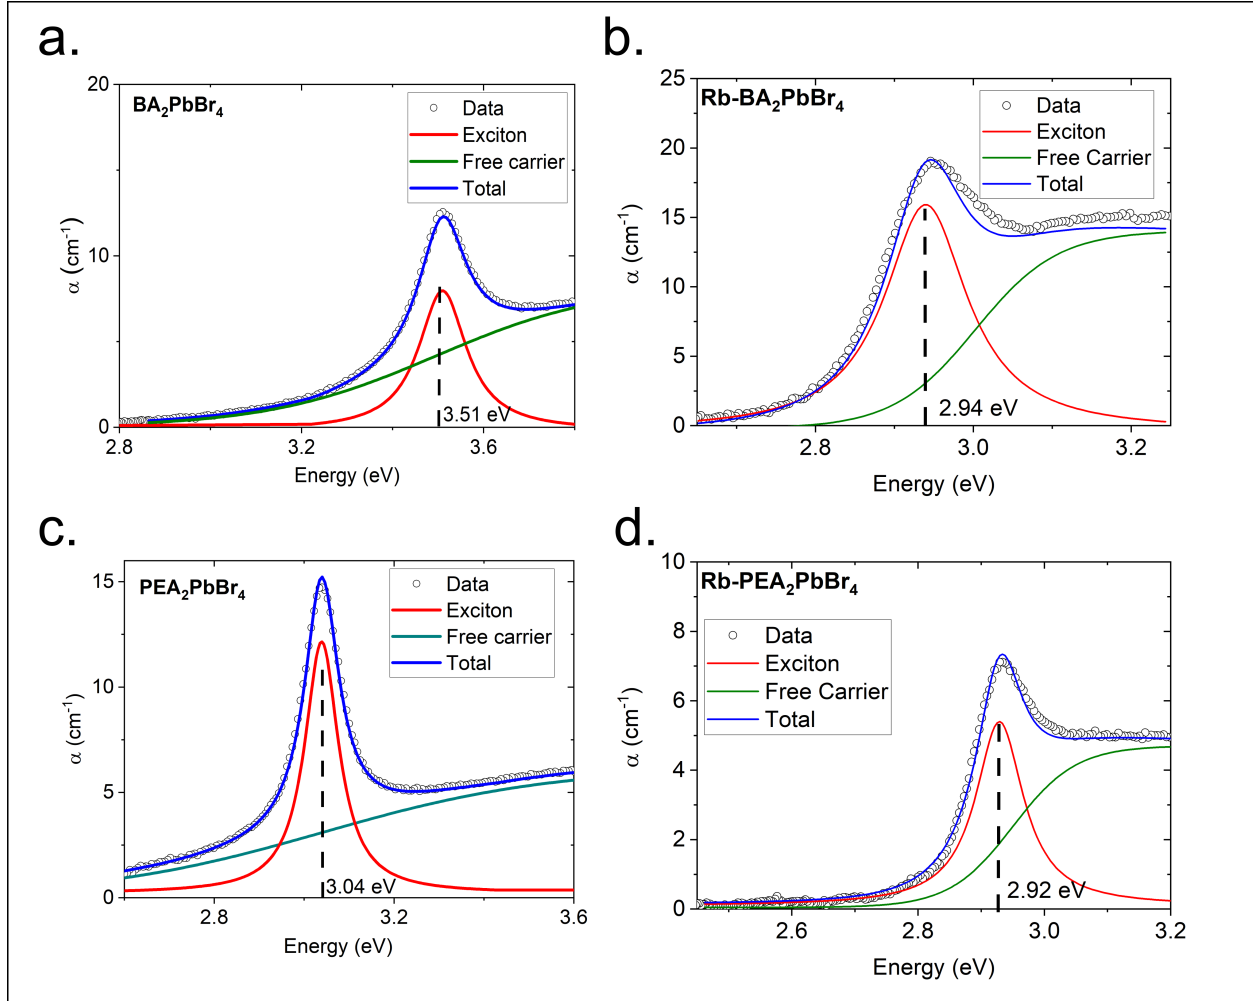 a.
BA₂PbBr₄
Data
Exciton
Free carrier
Total
3.51 eV
0
10
20
α (cm⁻¹)
2.8
3.2
3.6
Energy (eV)
b.
Rb-BA₂PbBr₄
Data
Exciton
Free Carrier
Total
2.94 eV
0
5
10
15
20
25
α (cm⁻¹)
2.8
3.0
3.2
Energy (eV)
c.
PEA₂PbBr₄
Data
Exciton
Free carrier
Total
3.04 eV
0
5
10
15
α (cm⁻¹)
2.8
3.2
3.6
Energy (eV)
d.
Rb-PEA₂PbBr₄
Data
Exciton
Free Carrier
Total
2.92 eV
0
2
4
6
8
10
α (cm⁻¹)
2.6
2.8
3.0
3.2
Energy (eV)